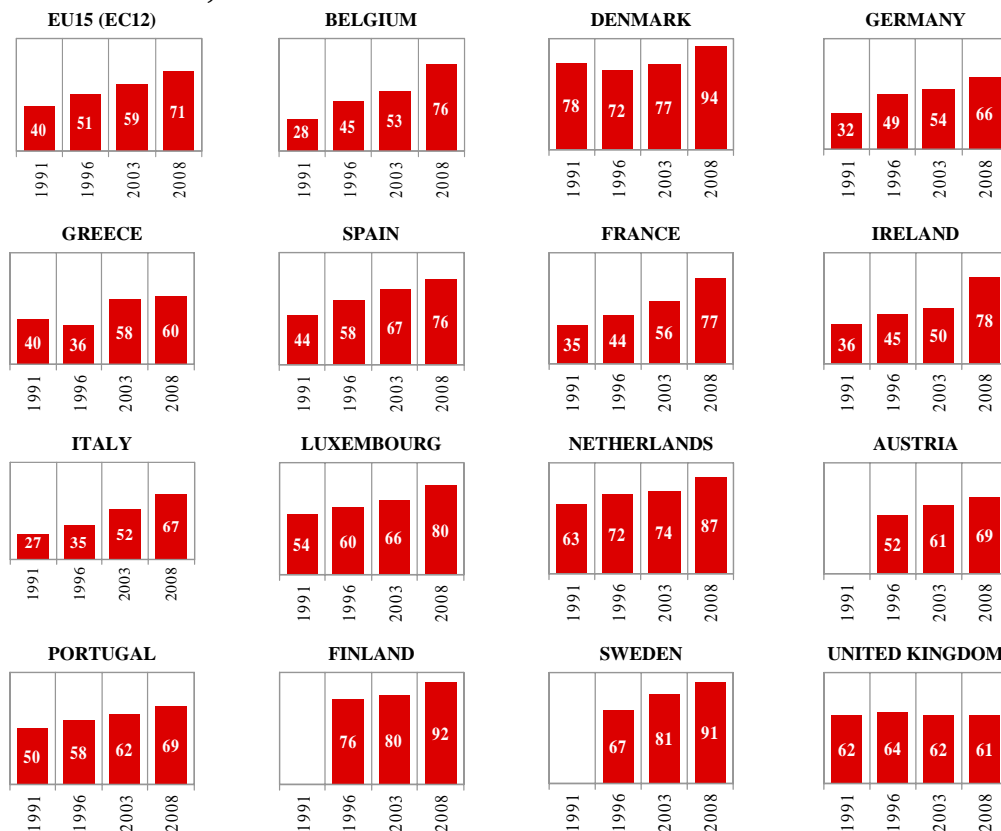 EU15 (EC12) BELGIUM DENMARK GERMANY
40 51 59 71 28 45 53 76 78 72 77 94 32 49 54 66
1991 1996 2003 2008 1991 1996 2003 2008 1991 1996 2003 2008 1991 1996 2003 2008
GREECE SPAIN FRANCE IRELAND
40 36 58 60 44 58 67 76 35 44 56 77 36 45 50 78
1991 1996 2003 2008 1991 1996 2003 2008 1991 1996 2003 2008 1991 1996 2003 2008
ITALY LUXEMBOURG NETHERLANDS AUSTRIA
27 35 52 67 54 60 66 80 63 72 74 87 52 61 69
1991 1996 2003 2008 1991 1996 2003 2008 1991 1996 2003 2008 1991 1996 2003 2008
PORTUGAL FINLAND SWEDEN UNITED KINGDOM
50 58 62 69 76 80 92 67 81 91 62 64 62 61
1991 1996 2003 2008 1991 1996 2003 2008 1991 1996 2003 2008 1991 1996 2003 2008